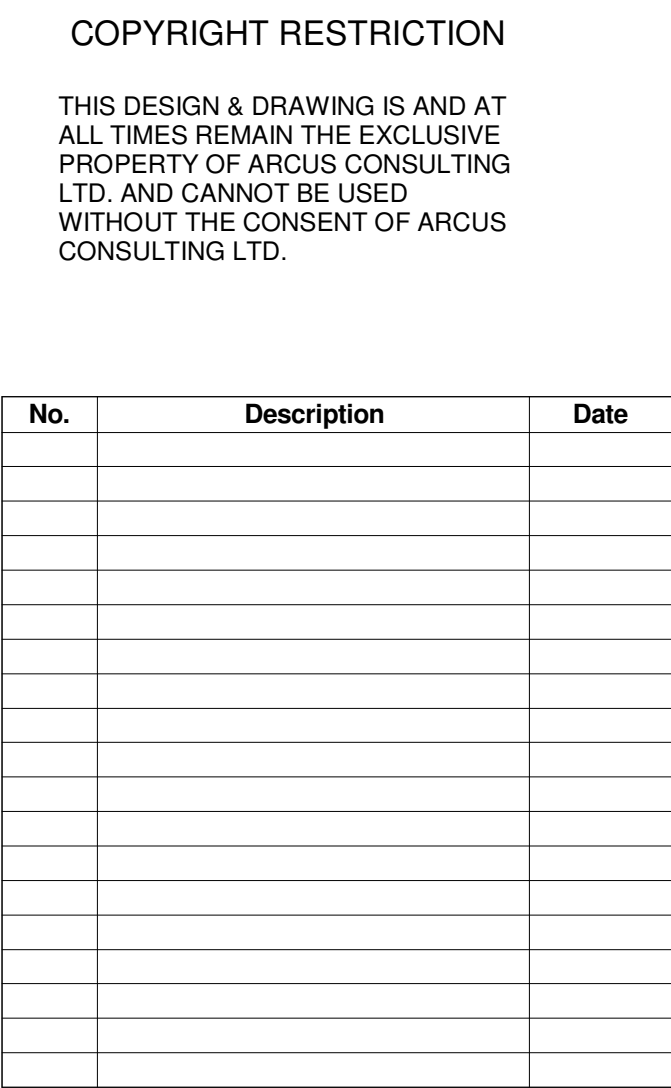 COPYRIGHT RESTRICTION
THIS DESIGN & DRAWING IS AND AT
ALL TIMES REMAIN THE EXCLUSIVE
PROPERTY OF ARCUS CONSULTING
LTD. AND CANNOT BE USED
WITHOUT THE CONSENT OF ARCUS
CONSULTING LTD.
No. Description Date